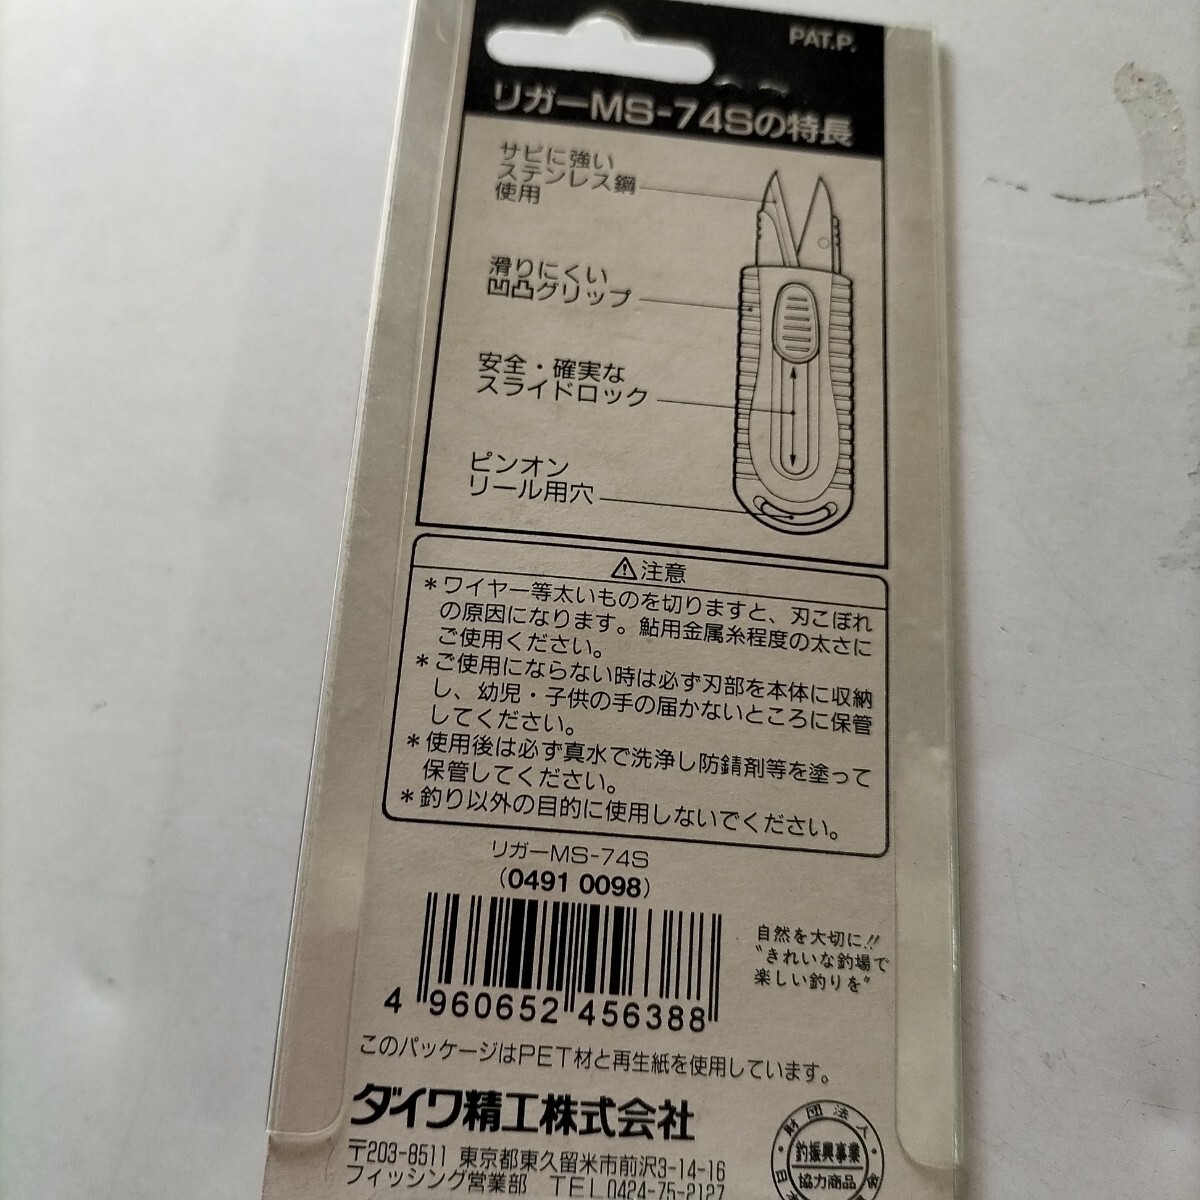 PAT.P.
リガーMS-74Sの特長
サビに強い
ステンレス鋼
使用
滑りにくい
凹凸グリップ
安全・確実な
スライドロック
ピンオン
リール用穴
⚠注意
*ワイヤー等太いものを切りますと、刃こぼれ
の原因になります。鮎用金属糸程度の太さに
ご使用ください。
*ご使用にならない時は必ず刃部を本体に収納
し、幼児・子供の手の届かないところに保管
してください。
*使用後は必ず真水で洗浄し防錆剤等を塗って
保管してください。
*釣り以外の目的に使用しないでください。
リガーMS-74S
(0491 0098)
4 960652 456388
自然を大切に!!
"きれいな釣場で
楽しい釣りを"
このパッケージはPET材と再生紙を使用しています。
ダイワ精工株式会社
〒203-8511 東京都東久留米市前沢3-14-16
フィッシング営業部 TEL0424-75-2127
財団法人
釣振興事業
協力商品